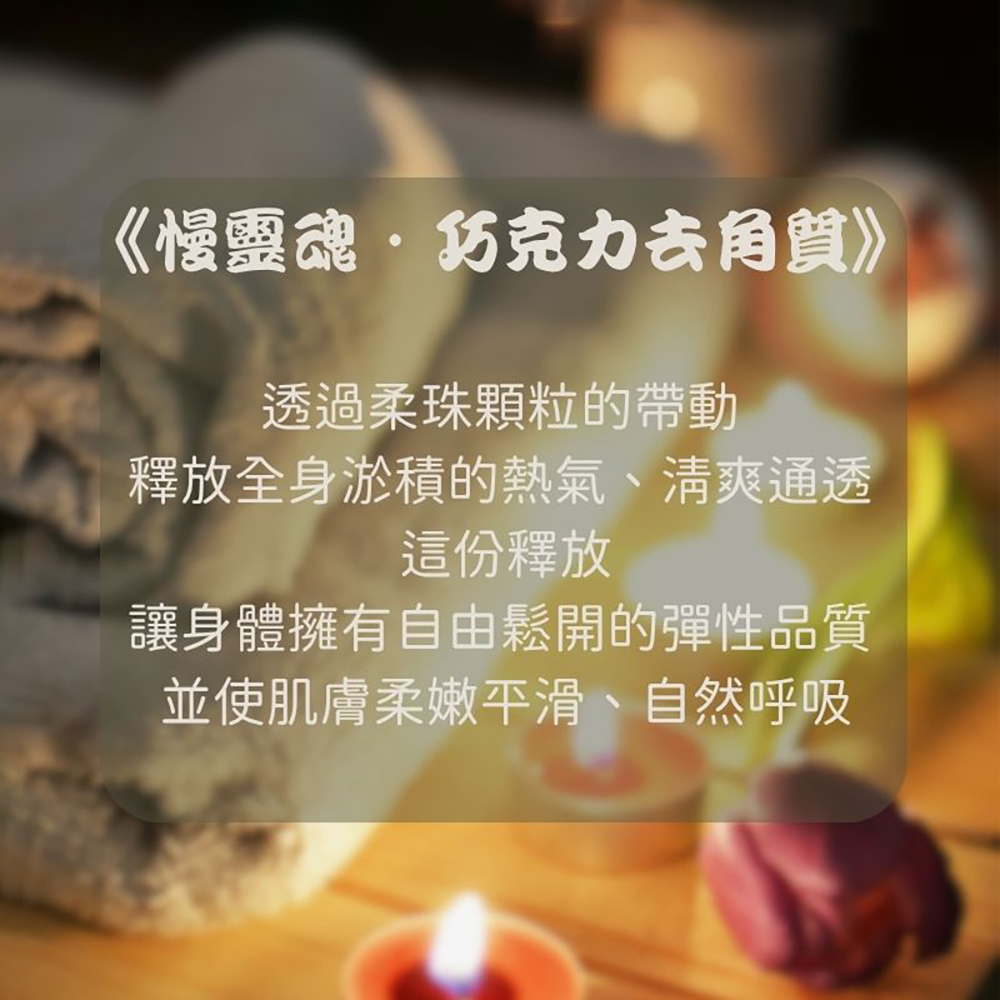 《慢靈魂‧巧克力去角質》
透過柔珠顆粒的帶動
釋放全身淤積的熱氣、清爽通透
這份釋放
讓身體擁有自由鬆開的彈性品質
並使肌膚柔嫩平滑、自然呼吸